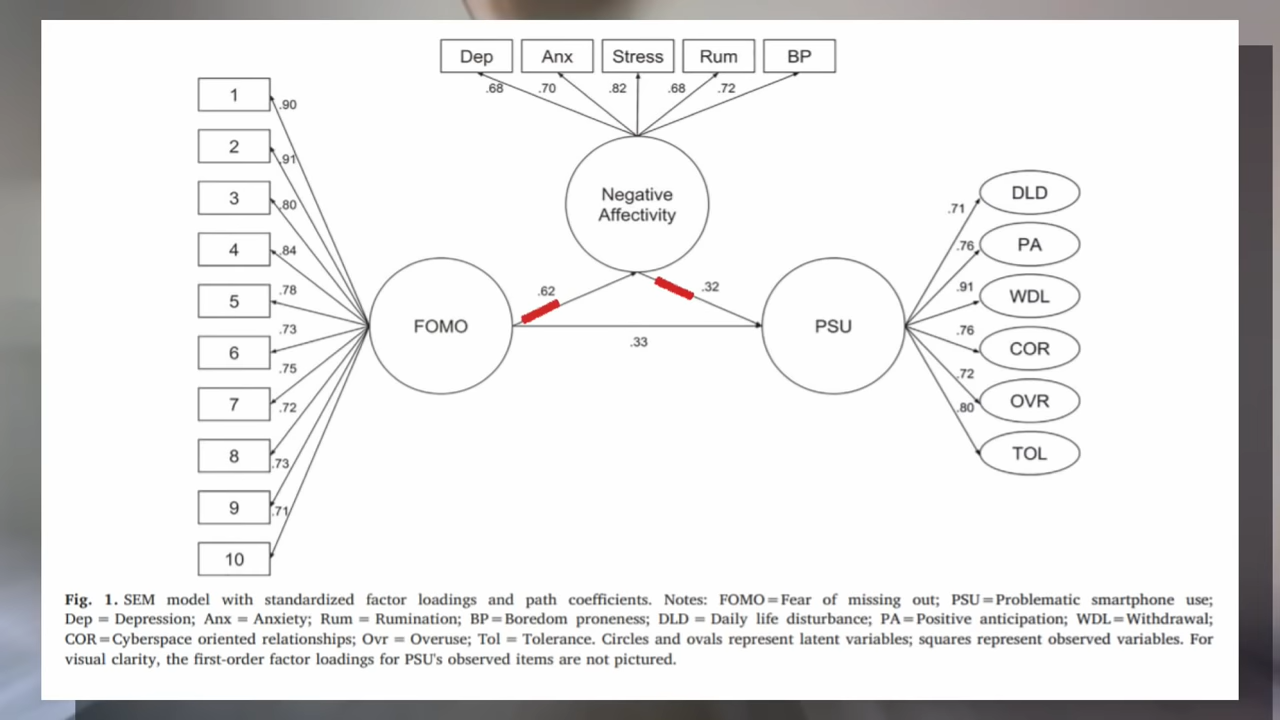 Dep Anx Stress Rum BP
.68 .70 .82 .68 .72
1
.90
2
.91
3
.80
4
.84
5
.78
6
.73
7
.75
8
.72
9
.73
10
.71
Negative
Affectivity
FOMO
.62
.32
.33
PSU
DLD
.71
PA
.76
WDL
.91
COR
.76
OVR
.72
TOL
.80
Fig. 1. SEM model with standardized factor loadings and path coefficients. Notes: FOMO=Fear of missing out; PSU=Problematic smartphone use;
Dep = Depression; Anx = Anxiety; Rum = Rumination; BP=Boredom proneness; DLD = Daily life disturbance; PA=Positive anticipation; WDL=Withdrawal;
COR=Cyberspace oriented relationships; Ovr = Overuse; Tol = Tolerance. Circles and ovals represent latent variables; squares represent observed variables. For
visual clarity, the first-order factor loadings for PSU's observed items are not pictured.